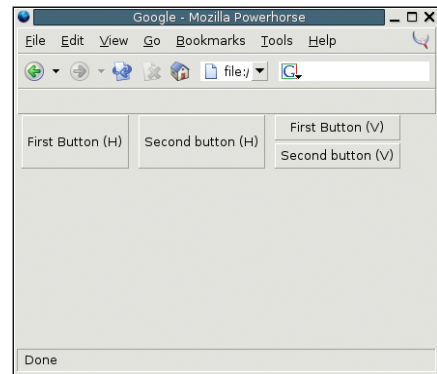 Google - Mozilla Powerhorse
File Edit View Go Bookmarks Tools Help
file:/ G
First Button (H) Second button (H) First Button (V)
Second button (V)
Done